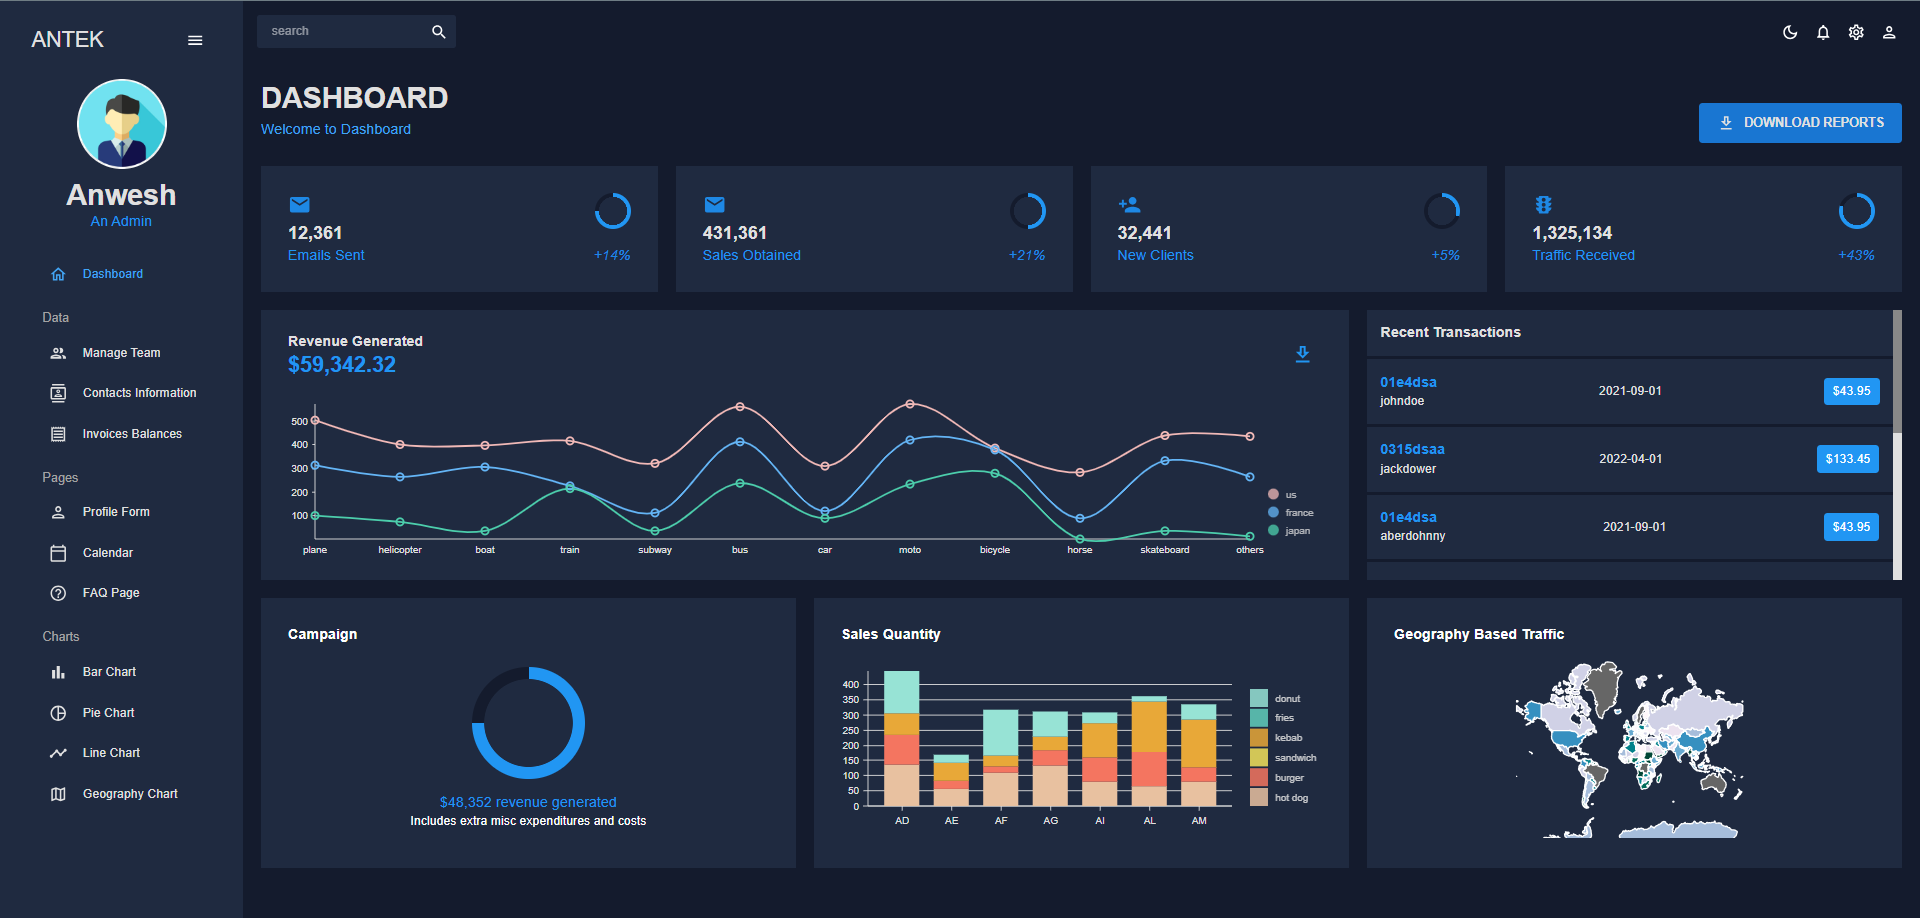 ANTEK
search
Anwesh
An Admin
Dashboard
Data
Manage Team
Contacts Information
Invoices Balances
Pages
Profile Form
Calendar
FAQ Page
Charts
Bar Chart
Pie Chart
Line Chart
Geography Chart
DASHBOARD
Welcome to Dashboard
DOWNLOAD REPORTS
12,361
Emails Sent
+14%
431,361
Sales Obtained
+21%
32,441
New Clients
+5%
1,325,134
Traffic Received
+43%
Revenue Generated
$59,342.32
500
400
300
200
100
plane helicopter boat train subway bus car moto bicycle horse skateboard others
us
france
japan
Recent Transactions
01e4dsa
johndoe
2021-09-01
$43.95
0315dsaa
jackdower
2022-04-01
$133.45
01e4dsa
aberdohnny
2021-09-01
$43.95
Campaign
$48,352 revenue generated
Includes extra misc expenditures and costs
Sales Quantity
400
350
300
250
200
150
100
50
0
AD AE AF AG AI AL AM
donut
fries
kebab
sandwich
burger
hot dog
Geography Based Traffic